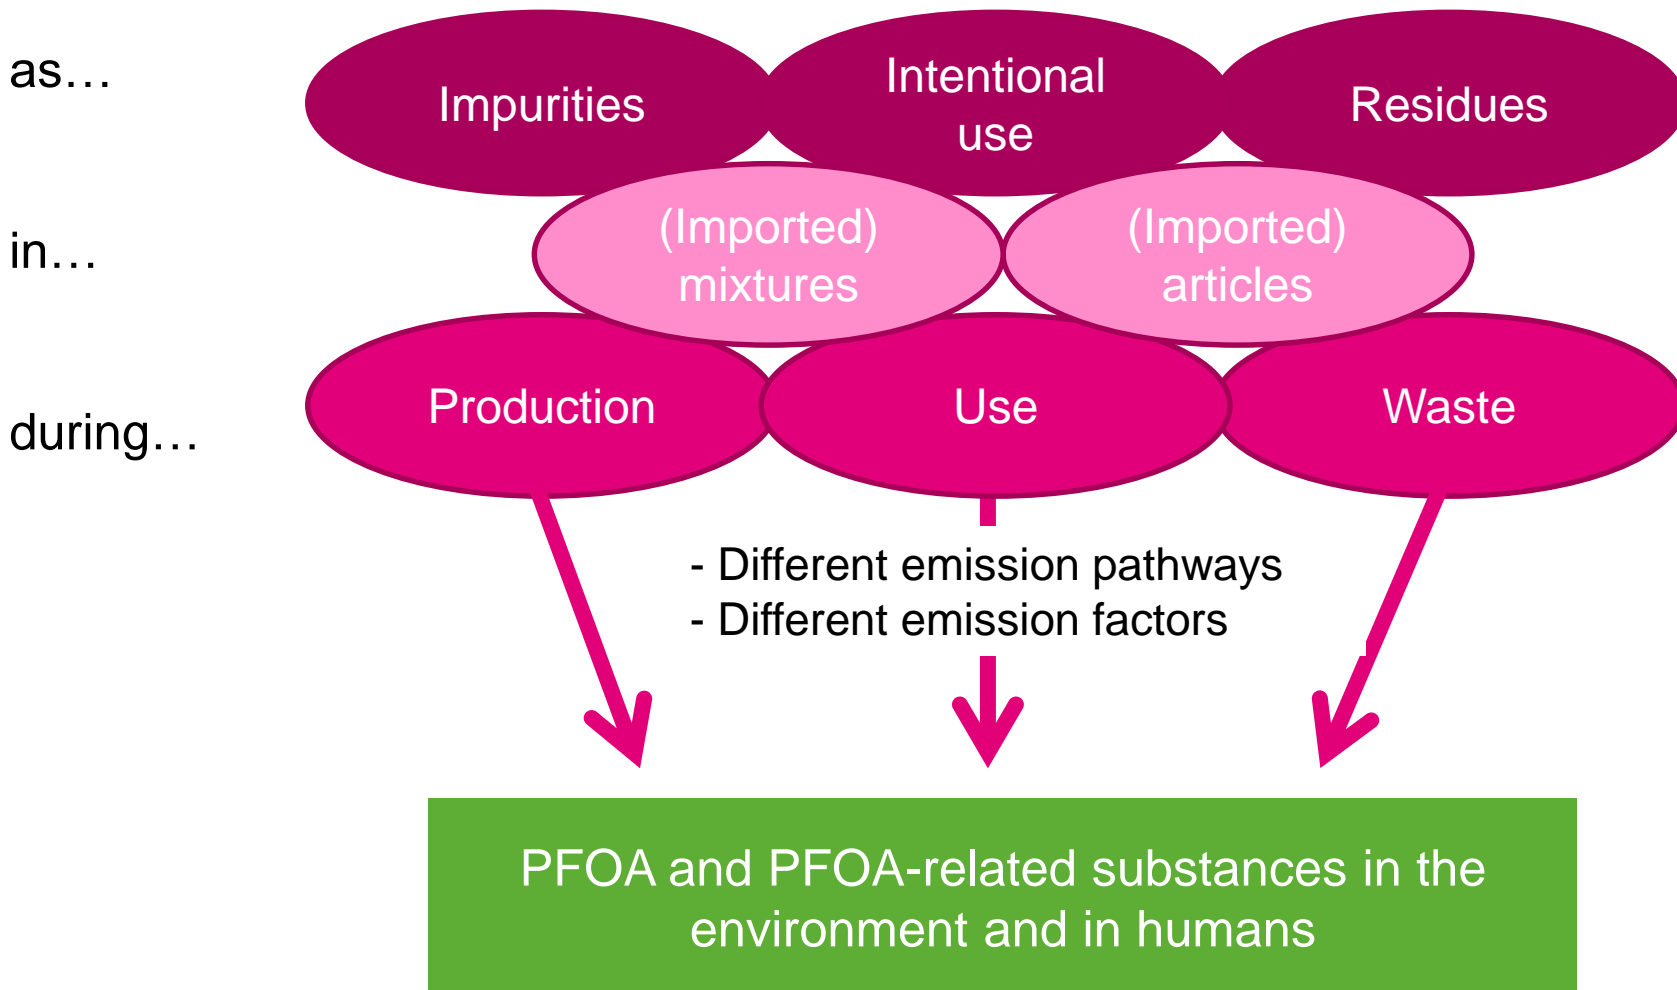 as…
Impurities
Intentional
use
Residues
in…
(Imported)
mixtures
(Imported)
articles
during…
Production
Use
Waste
- Different emission pathways
- Different emission factors
PFOA and PFOA-related substances in the
environment and in humans